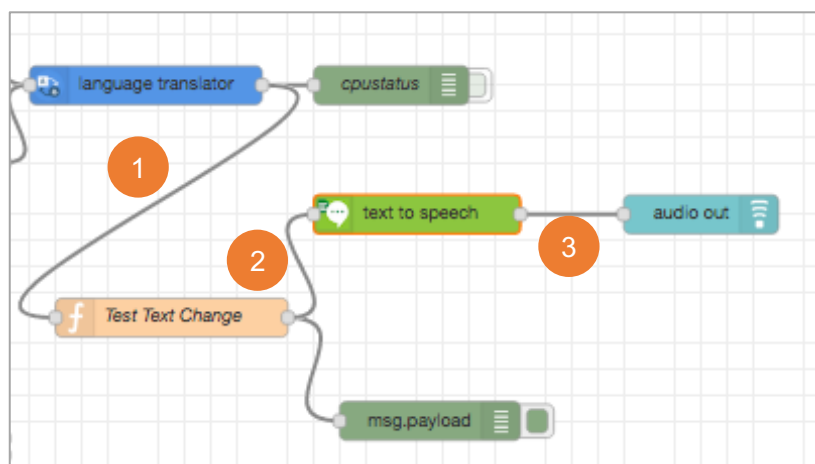 language translator
cpustatus
1
text to speech
audio out
2
3
Test Text Change
msg.payload